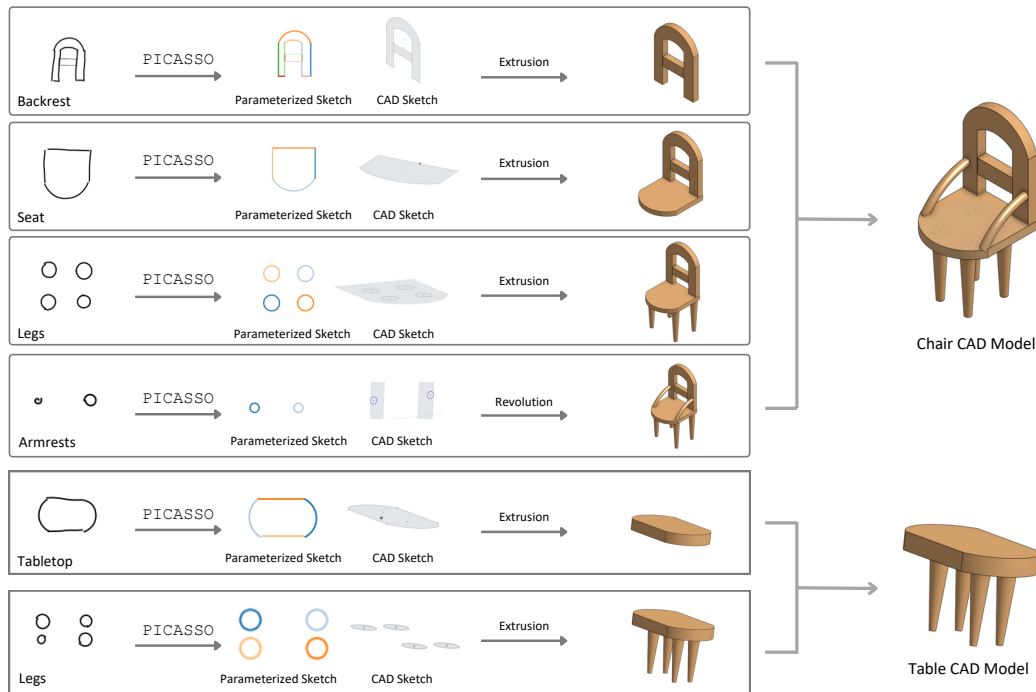 PICASSO
Extrusion
Backrest
Parameterized Sketch
CAD Sketch
PICASSO
Extrusion
Seat
Parameterized Sketch
CAD Sketch
PICASSO
Extrusion
Legs
Parameterized Sketch
CAD Sketch
Chair CAD Model
PICASSO
Revolution
Armrests
Parameterized Sketch
CAD Sketch
PICASSO
Extrusion
Tabletop
Parameterized Sketch
CAD Sketch
PICASSO
Extrusion
Legs
Parameterized Sketch
CAD Sketch
Table CAD Model